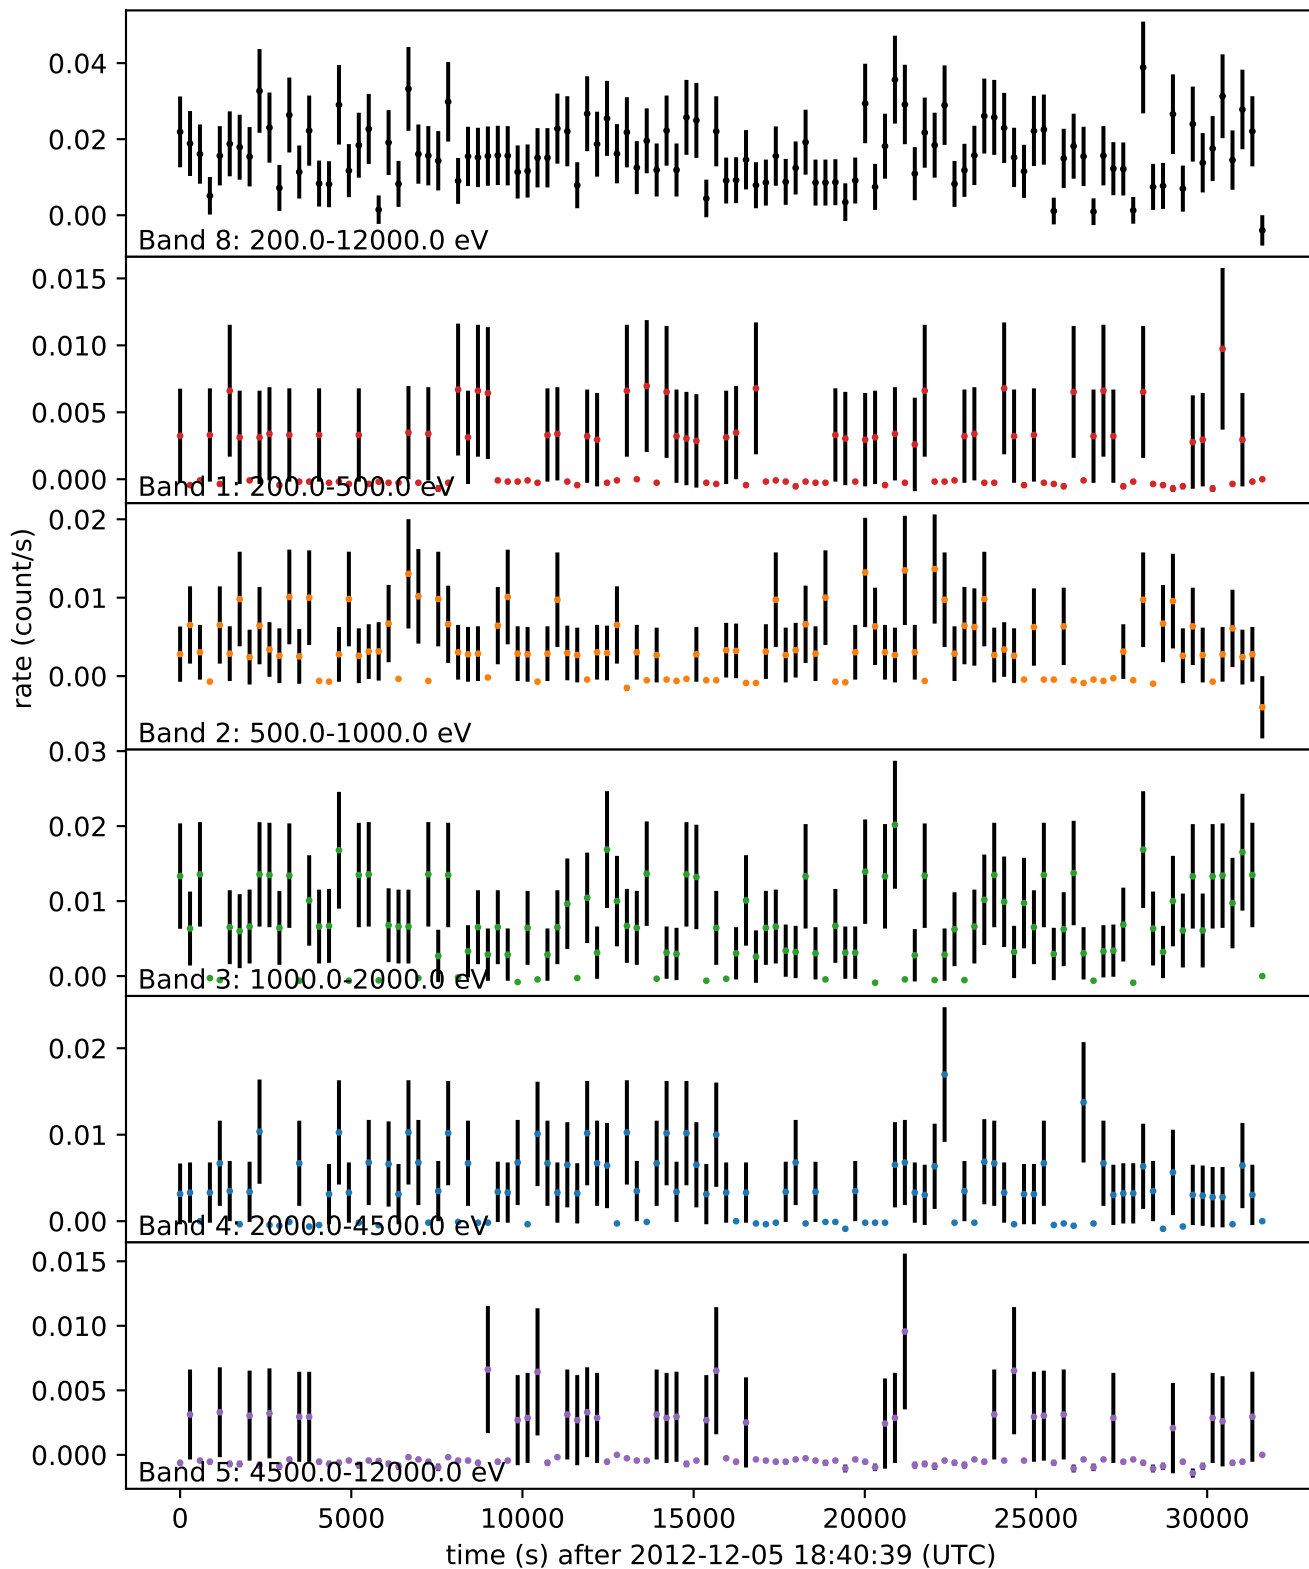 0.04
0.02
0.00
Band 8: 200.0-12000.0 eV
0.015
0.010
0.005
0.000
Band 1: 200.0-500.0 eV
0.02
0.01
0.00
Band 2: 500.0-1000.0 eV
rate (count/s)
0.03
0.02
0.01
0.00
Band 3: 1000.0-2000.0 eV
0.02
0.01
0.00
Band 4: 2000.0-4500.0 eV
0.015
0.010
0.005
0.000
Band 5: 4500.0-12000.0 eV
0 5000 10000 15000 20000 25000 30000
time (s) after 2012-12-05 18:40:39 (UTC)